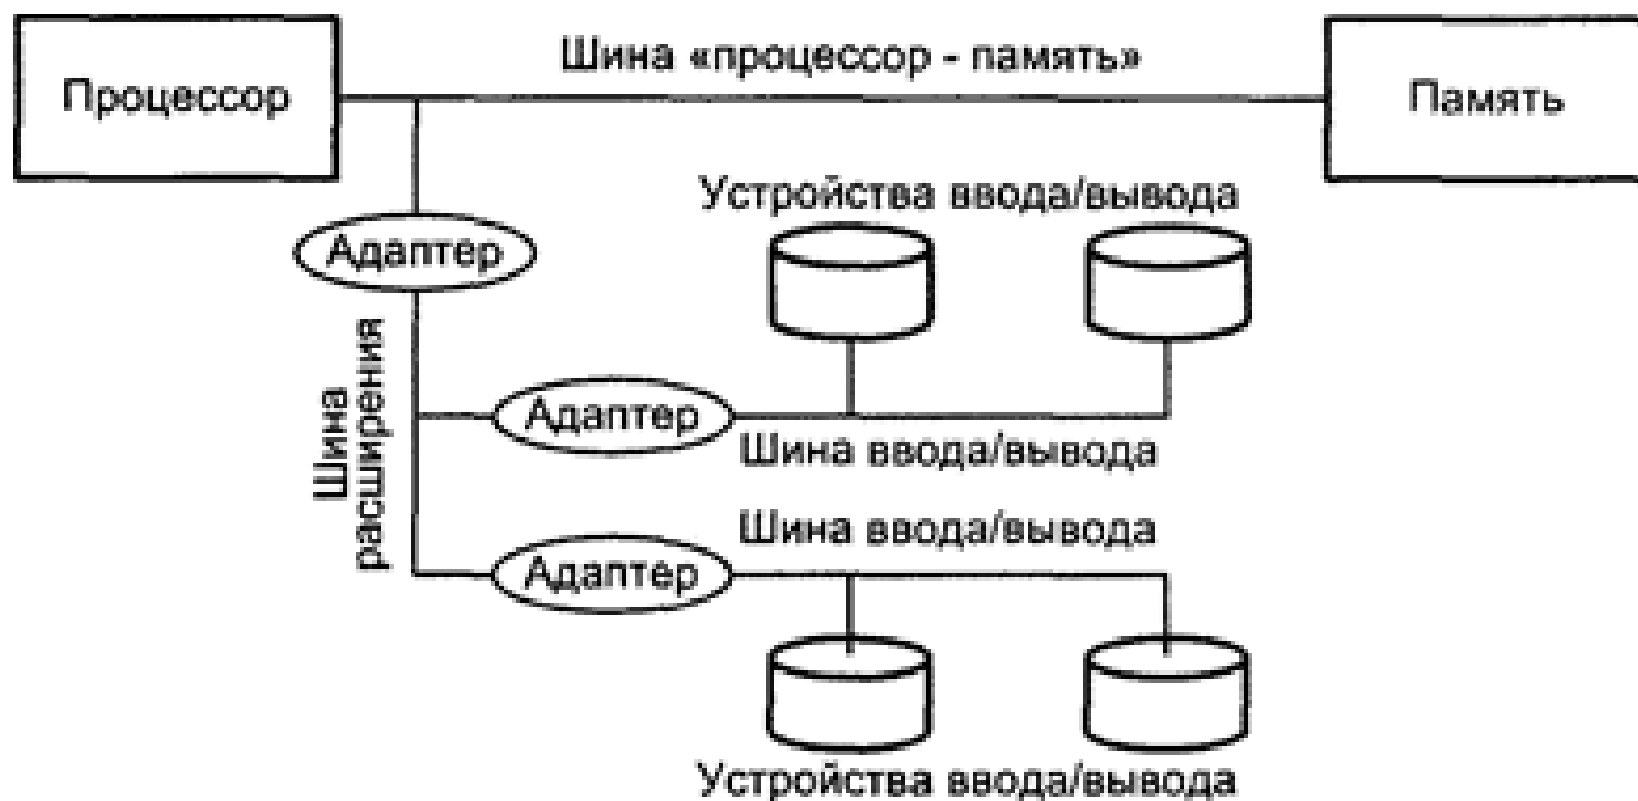 Шина «процессор - память»
Процессор
Память
Устройства ввода/вывода
Адаптер
Шина
расширения
Адаптер
Шина ввода/вывода
Шина ввода/вывода
Адаптер
Устройства ввода/вывода